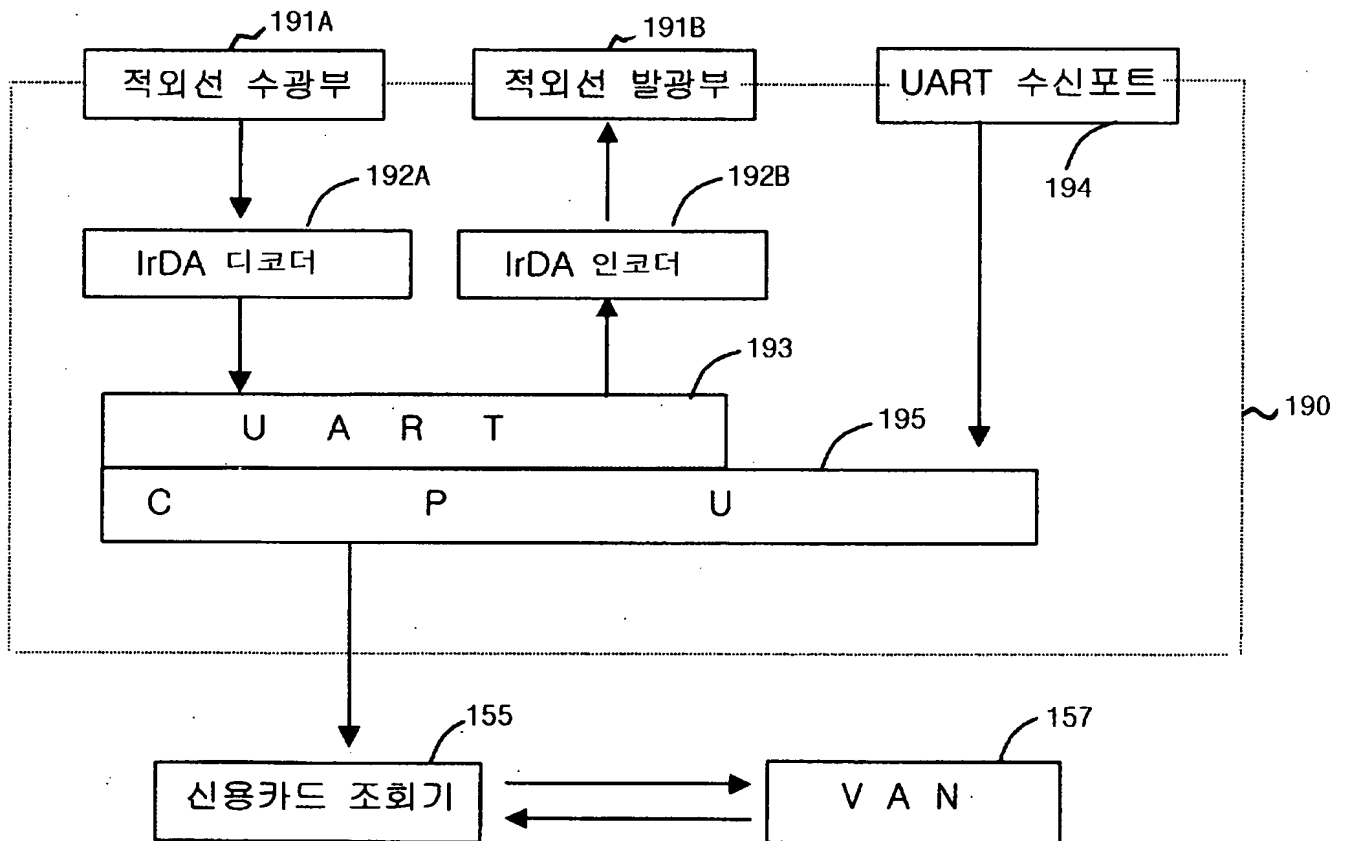 191A
191B
적외선 수광부
적외선 발광부
UART 수신포트
192A
192B
194
IrDA 디코더
IrDA 인코더
193
190
U A R T
195
C P U
155
157
신용카드 조회기
V A N